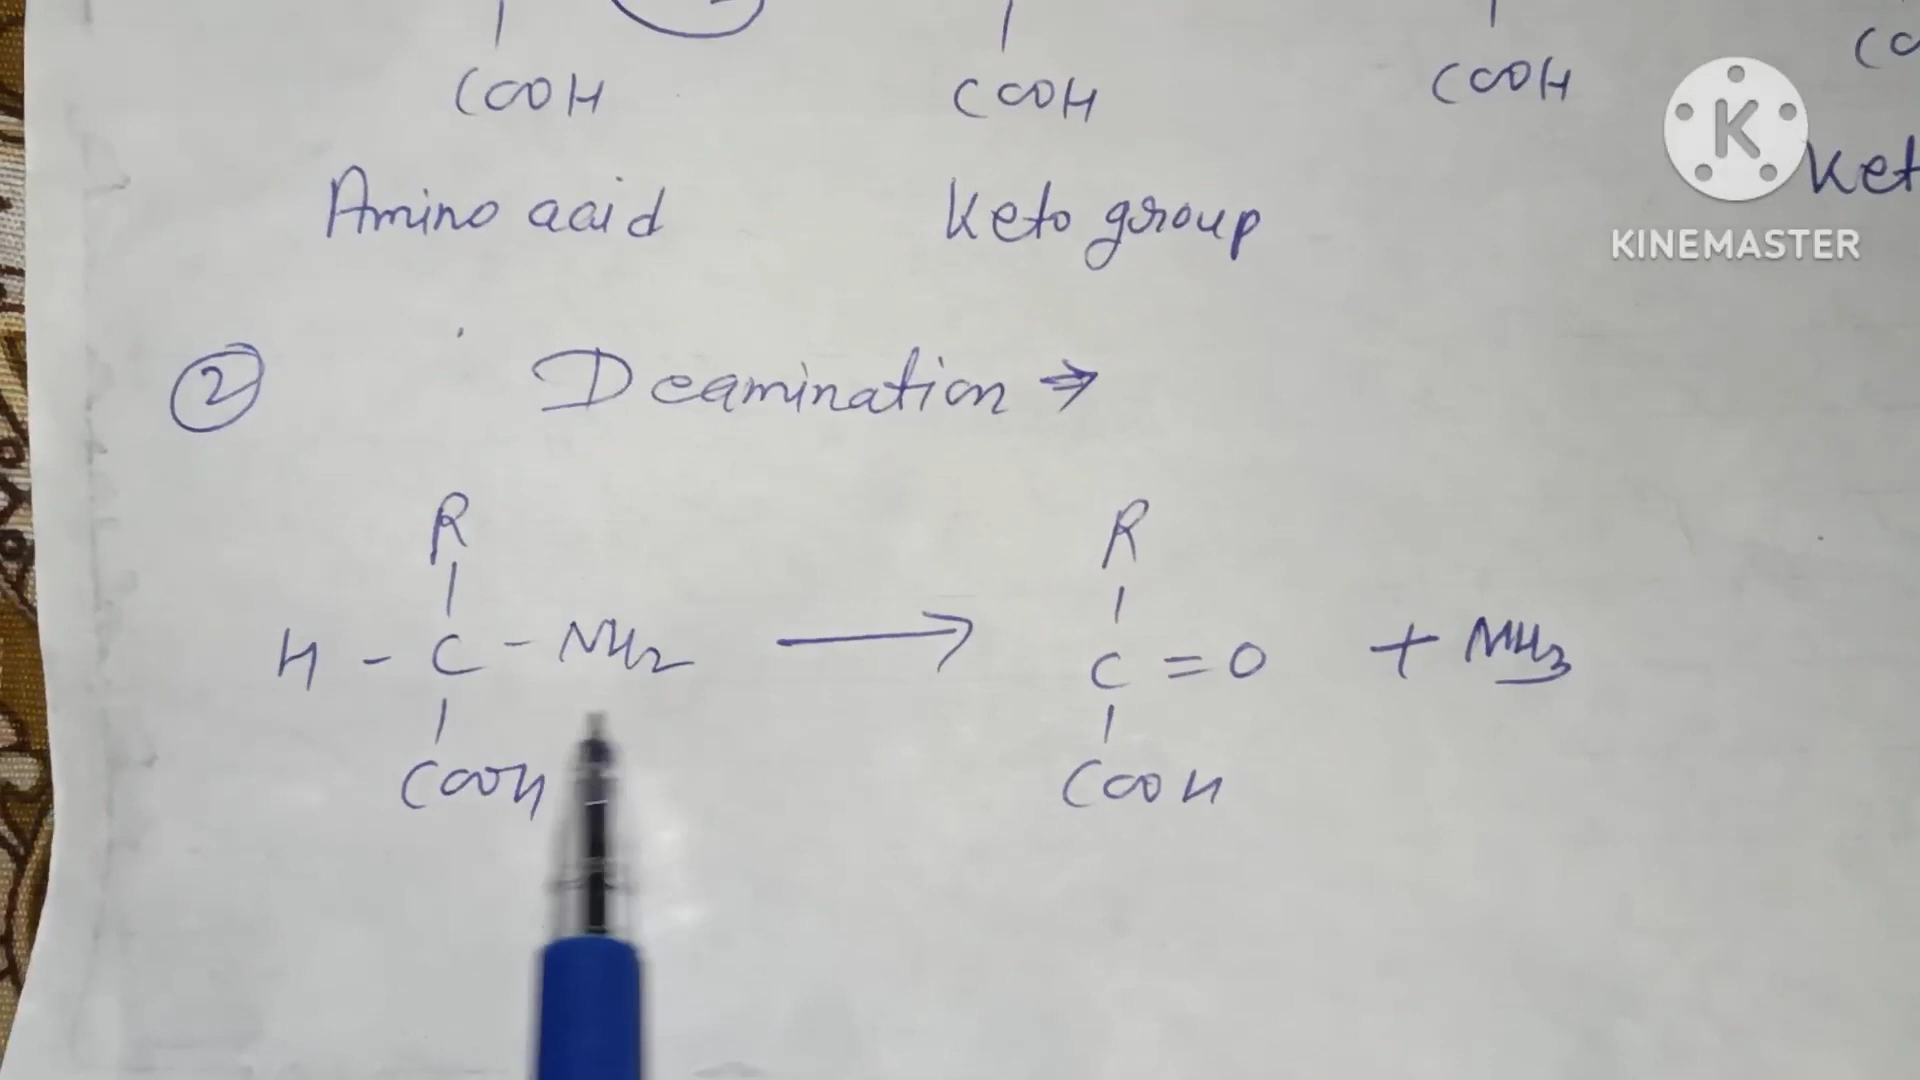 COOH COOH COOH
K
Amino acid Keto group Ket
KINEMASTER
2 Deamination ⇒
R R
| |
H - C - NH2 ⟶ C = O + NH3
| |
COOH COOH